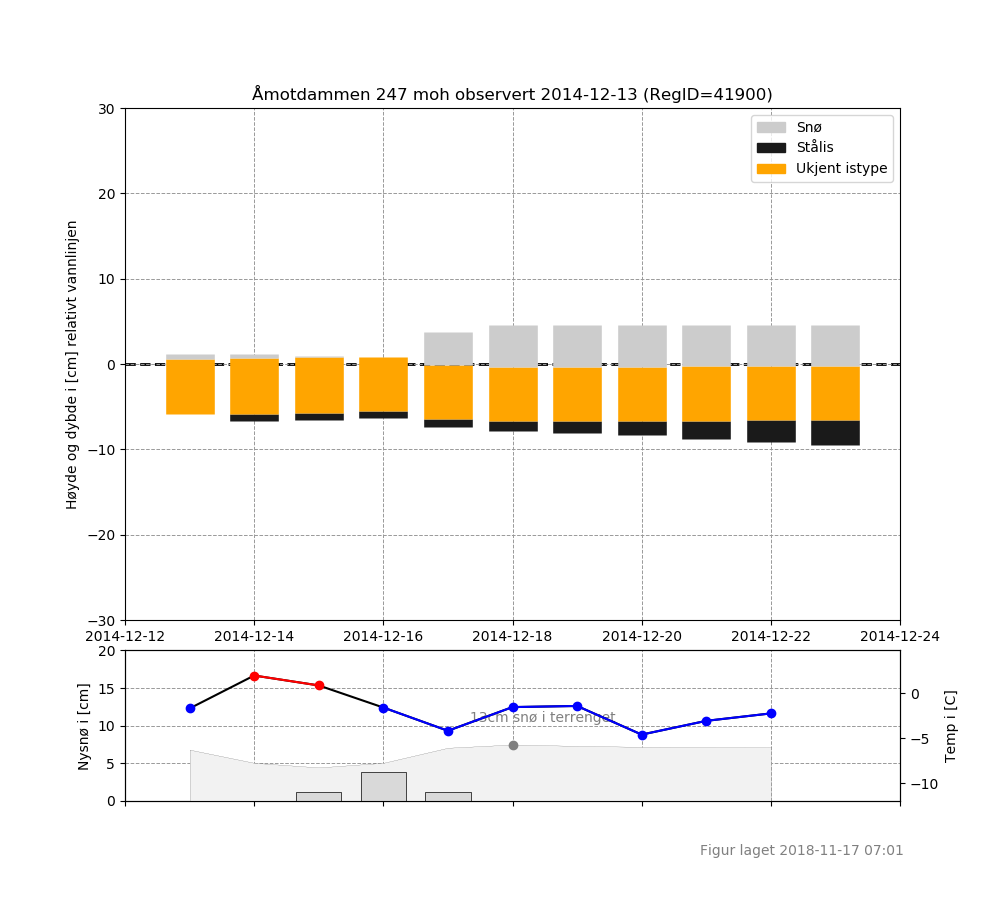 Åmotdammen 247 moh observert 2014-12-13 (RegID=41900)
Høyde og dybde i [cm] relativt vannlinjen
30
20
10
0
−10
−20
−30
Snø
Stålis
Ukjent istype
2014-12-12 2014-12-14 2014-12-16 2014-12-18 2014-12-20 2014-12-22 2014-12-24
Nysnø i [cm]
20
15
10
5
0
13cm snø i terrenget
0
−5
−10
Temp i [C]
Figur laget 2018-11-17 07:01